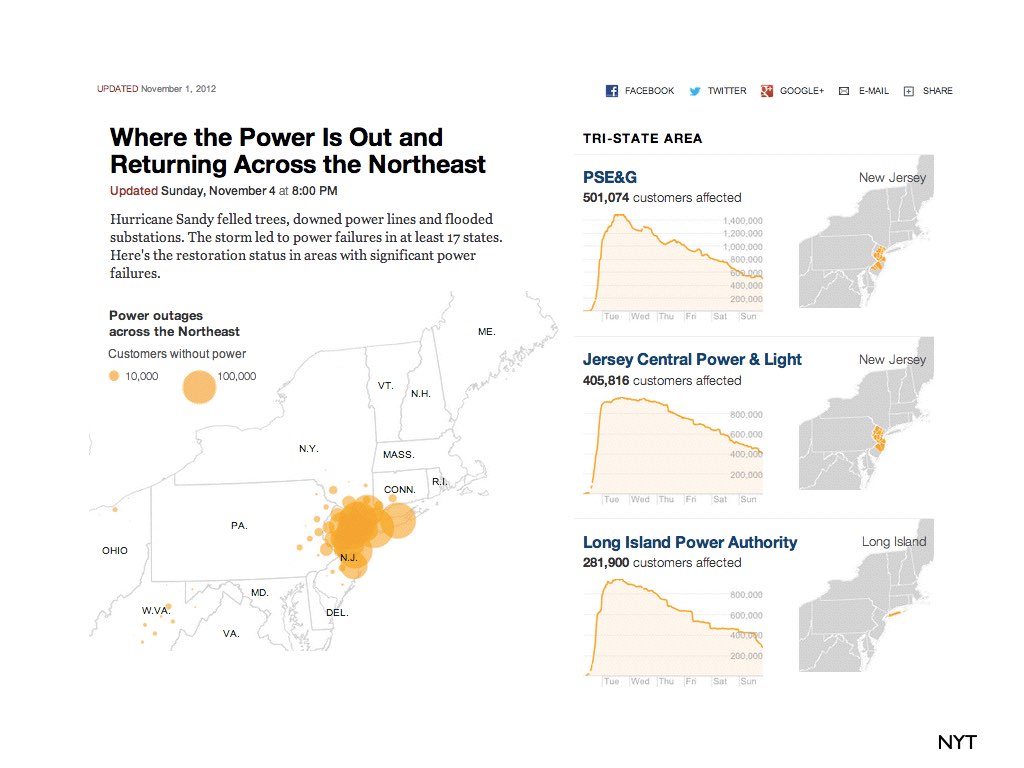 UPDATED November 1, 2012
FACEBOOK TWITTER GOOGLE+ E-MAIL SHARE
Where the Power Is Out and
Returning Across the Northeast
Updated Sunday, November 4 at 8:00 PM
Hurricane Sandy felled trees, downed power lines and flooded
substations. The storm led to power failures in at least 17 states.
Here's the restoration status in areas with significant power
failures.
Power outages
across the Northeast
Customers without power
10,000 100,000
ME.
VT.
N.H.
N.Y.
MASS.
R.I.
CONN.
PA.
OHIO
N.J.
MD.
W.VA.
DEL.
VA.
TRI-STATE AREA
PSE&G New Jersey
501,074 customers affected
1,400,000
1,200,000
1,000,000
800,000
600,000
400,000
200,000
Tue Wed Thu Fri Sat Sun
Jersey Central Power & Light New Jersey
405,816 customers affected
800,000
600,000
400,000
200,000
Tue Wed Thu Fri Sat Sun
Long Island Power Authority Long Island
281,900 customers affected
800,000
600,000
400,000
200,000
Tue Wed Thu Fri Sat Sun
NYT